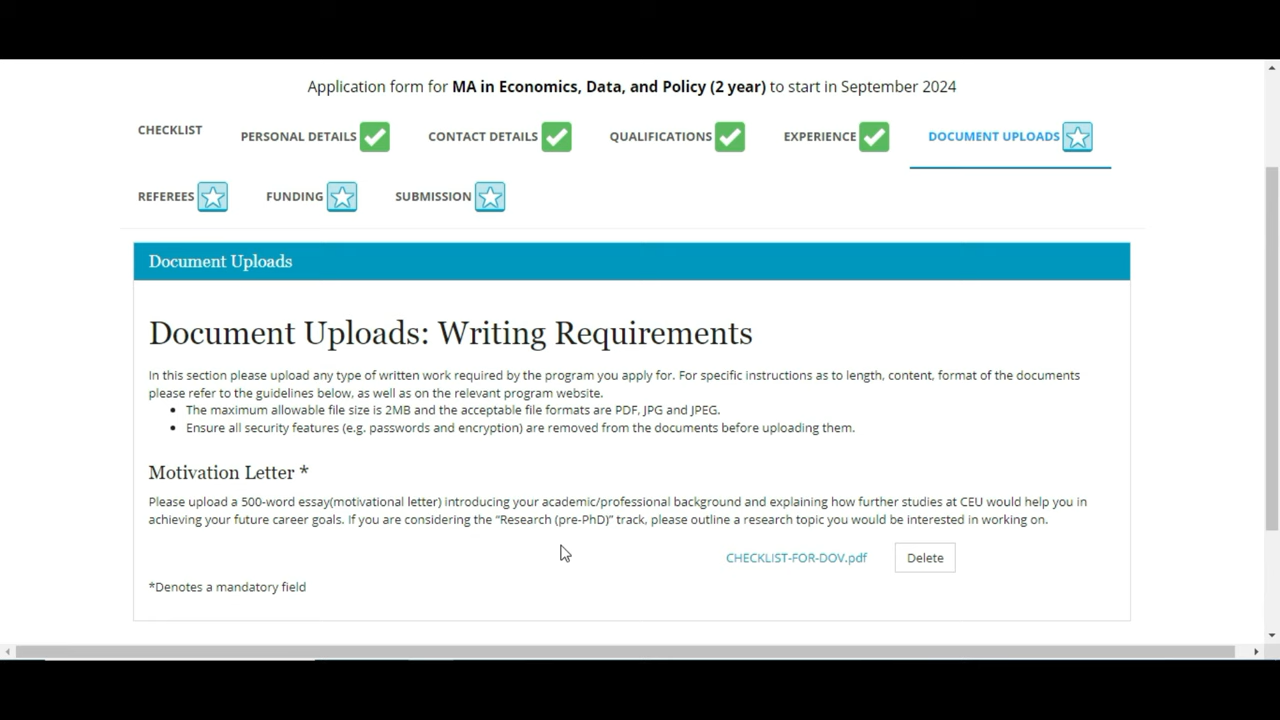 Application form for MA in Economics, Data, and Policy (2 year) to start in September 2024
CHECKLIST
PERSONAL DETAILS
CONTACT DETAILS
QUALIFICATIONS
EXPERIENCE
DOCUMENT UPLOADS
REFEREES
FUNDING
SUBMISSION
Document Uploads
Document Uploads: Writing Requirements
In this section please upload any type of written work required by the program you apply for. For specific instructions as to length, content, format of the documents
please refer to the guidelines below, as well as on the relevant program website.
• The maximum allowable file size is 2MB and the acceptable file formats are PDF, JPG and JPEG.
• Ensure all security features (e.g. passwords and encryption) are removed from the documents before uploading them.
Motivation Letter *
Please upload a 500-word essay(motivational letter) introducing your academic/professional background and explaining how further studies at CEU would help you in
achieving your future career goals. If you are considering the “Research (pre-PhD)” track, please outline a research topic you would be interested in working on.
CHECKLIST-FOR-DOV.pdf
Delete
*Denotes a mandatory field